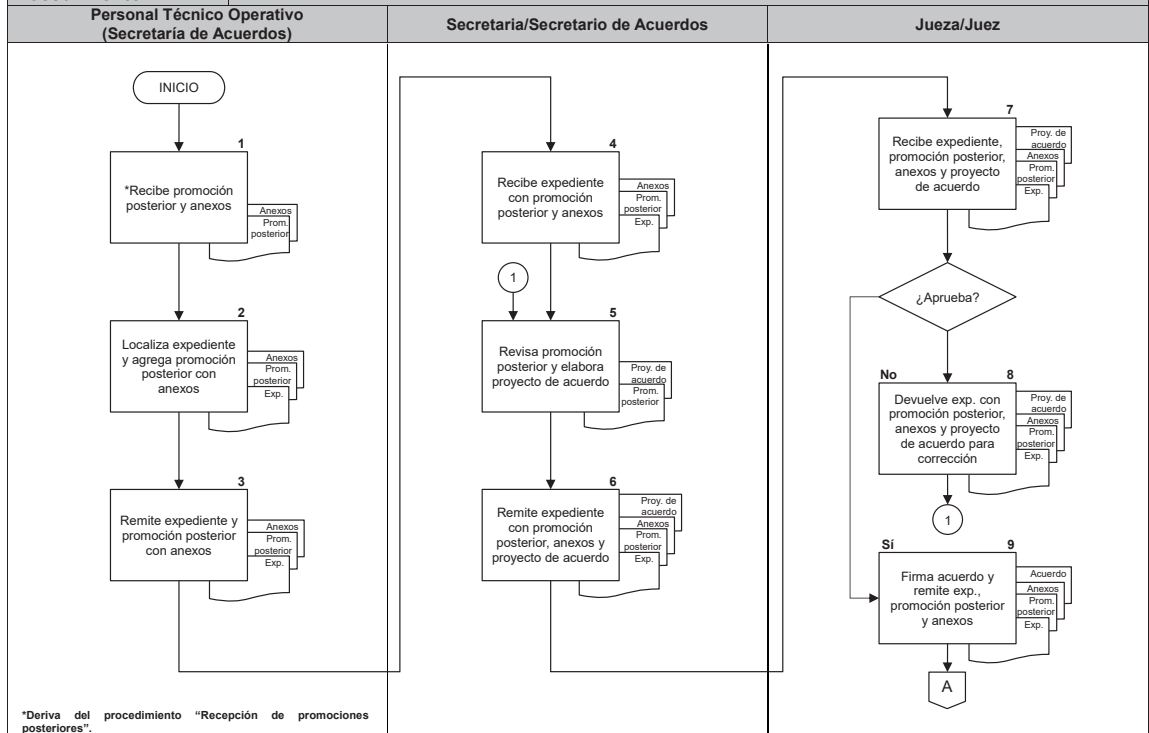 Personal Técnico Operativo
(Secretaría de Acuerdos)
Secretaria/Secretario de Acuerdos
Jueza/Juez
INICIO
1
*Recibe promoción
posterior y anexos
Anexos
Prom.
posterior
2
Localiza expediente
y agrega promoción
posterior con
anexos
Anexos
Prom.
posterior
Exp.
3
Remite expediente y
promoción posterior
con anexos
Anexos
Prom.
posterior
Exp.
*Deriva del procedimiento “Recepción de promociones
posteriores”.
4
Recibe expediente
con promoción
posterior y anexos
Anexos
Prom.
posterior
Exp.
1
5
Revisa promoción
posterior y elabora
proyecto de acuerdo
Proy. de
acuerdo
Prom.
posterior
6
Remite expediente
con promoción
posterior, anexos y
proyecto de acuerdo
Proy. de
acuerdo
Anexos
Prom.
posterior
Exp.
7
Recibe expediente,
promoción posterior,
anexos y proyecto
de acuerdo
Proy. de
acuerdo
Anexos
Prom.
posterior
Exp.
¿Aprueba?
No
8
Devuelve exp. con
promoción posterior,
anexos y proyecto
de acuerdo para
corrección
Proy. de
acuerdo
Anexos
Prom.
posterior
Exp.
1
Sí
9
Firma acuerdo y
remite exp.,
promoción posterior
y anexos
Acuerdo
Anexos
Prom.
posterior
Exp.
A